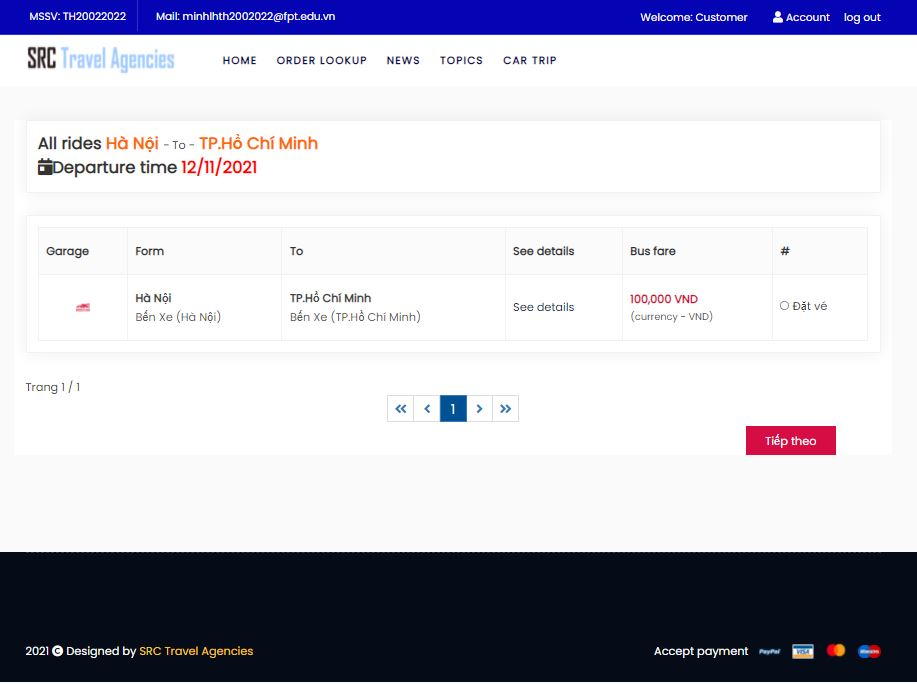 MSSV: TH20022022 Mail: minhlhth2002022@fpt.edu.vn Welcome: Customer Account log out
SRC Travel Agencies HOME ORDER LOOKUP NEWS TOPICS CAR TRIP
All rides Hà Nội - To - TP.Hồ Chí Minh
Departure time 12/11/2021
Garage Form To See details Bus fare #
Hà Nội TP.Hồ Chí Minh See details 100,000 VND Đặt vé
Bến Xe (Hà Nội) Bến Xe (TP.Hồ Chí Minh) (currency - VND)
Trang 1 / 1
« ‹ 1 › »
Tiếp theo
2021 © Designed by SRC Travel Agencies Accept payment PayPal VISA Maestro